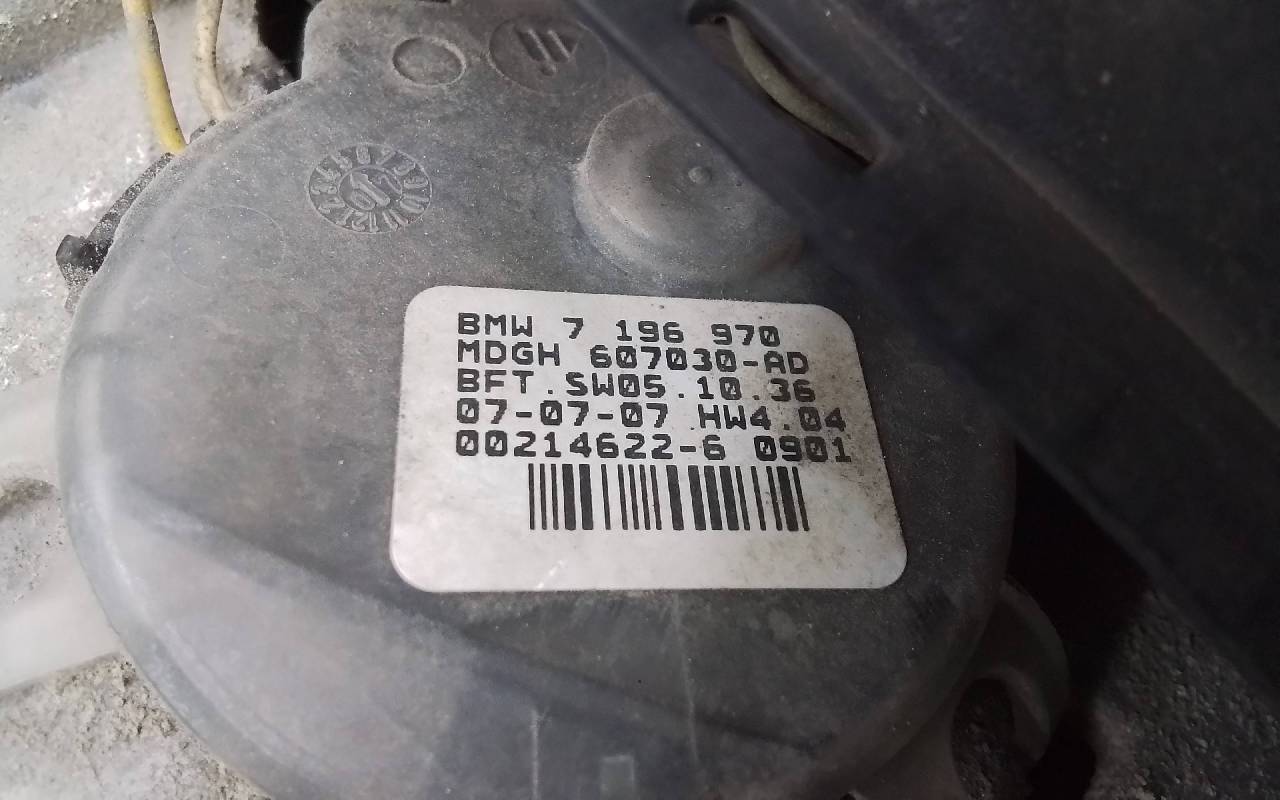 BMW 7 196 970
MDGH 607030-AD
BFT.SW05.10.36
07-07-07 HW4.04
00214622-6 0901